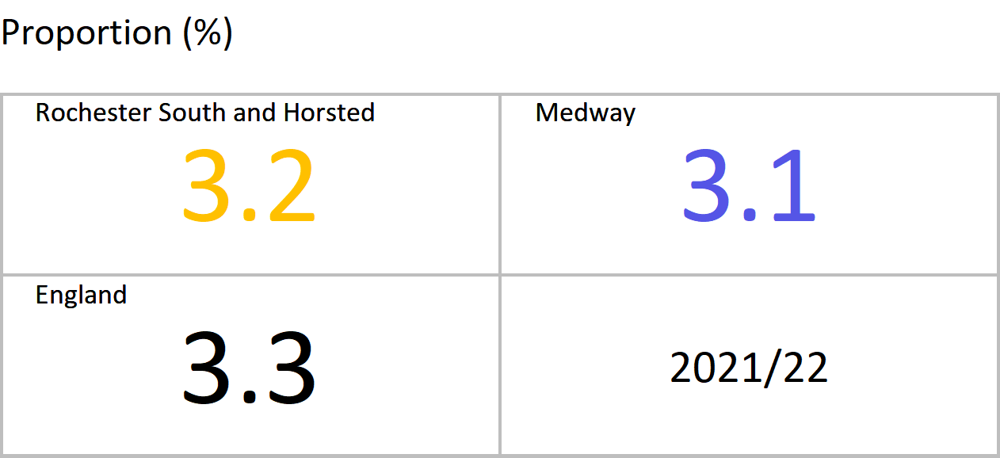 Proportion (%)
Rochester South and Horsted
3.2
Medway
3.1
England
3.3
2021/22